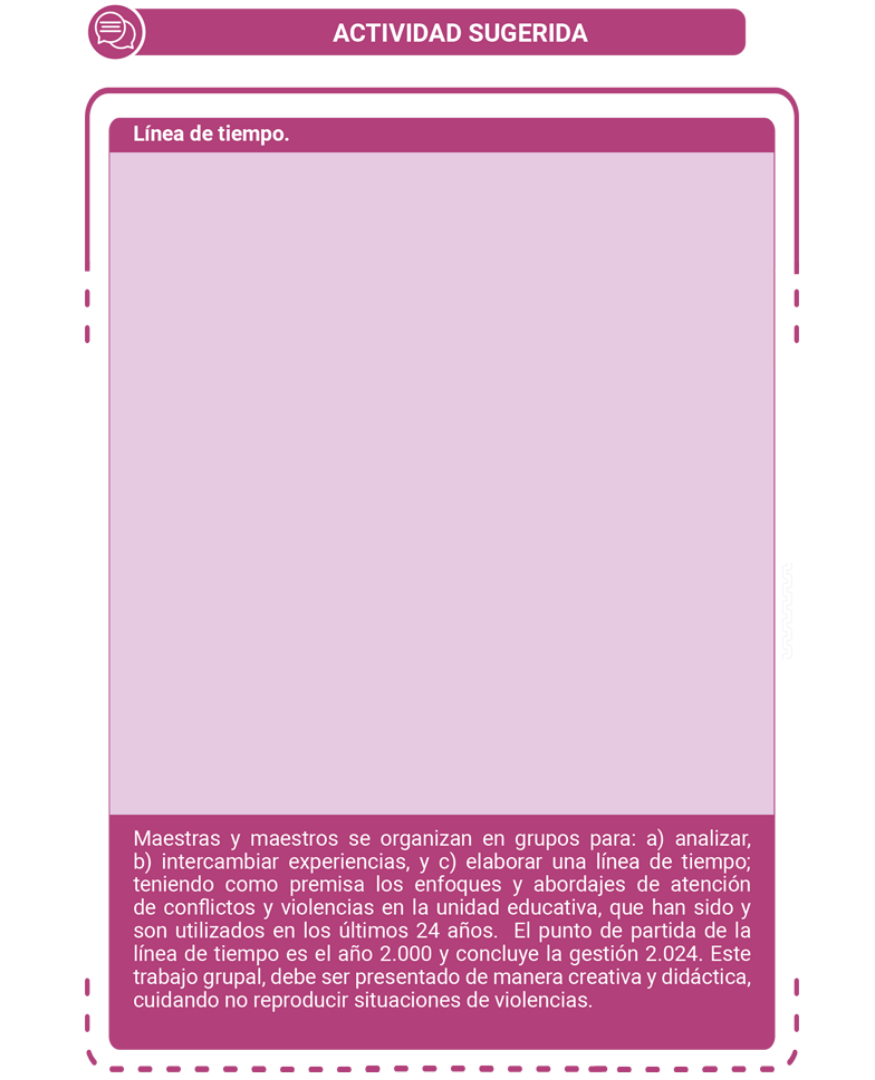 ACTIVIDAD SUGERIDA
Línea de tiempo.
Maestras y maestros se organizan en grupos para: a) analizar,
b) intercambiar experiencias, y c) elaborar una línea de tiempo;
teniendo como premisa los enfoques y abordajes de atención
de conflictos y violencias en la unidad educativa, que han sido y
son utilizados en los últimos 24 años. El punto de partida de la
línea de tiempo es el año 2.000 y concluye la gestión 2.024. Este
trabajo grupal, debe ser presentado de manera creativa y didáctica,
cuidando no reproducir situaciones de violencias.